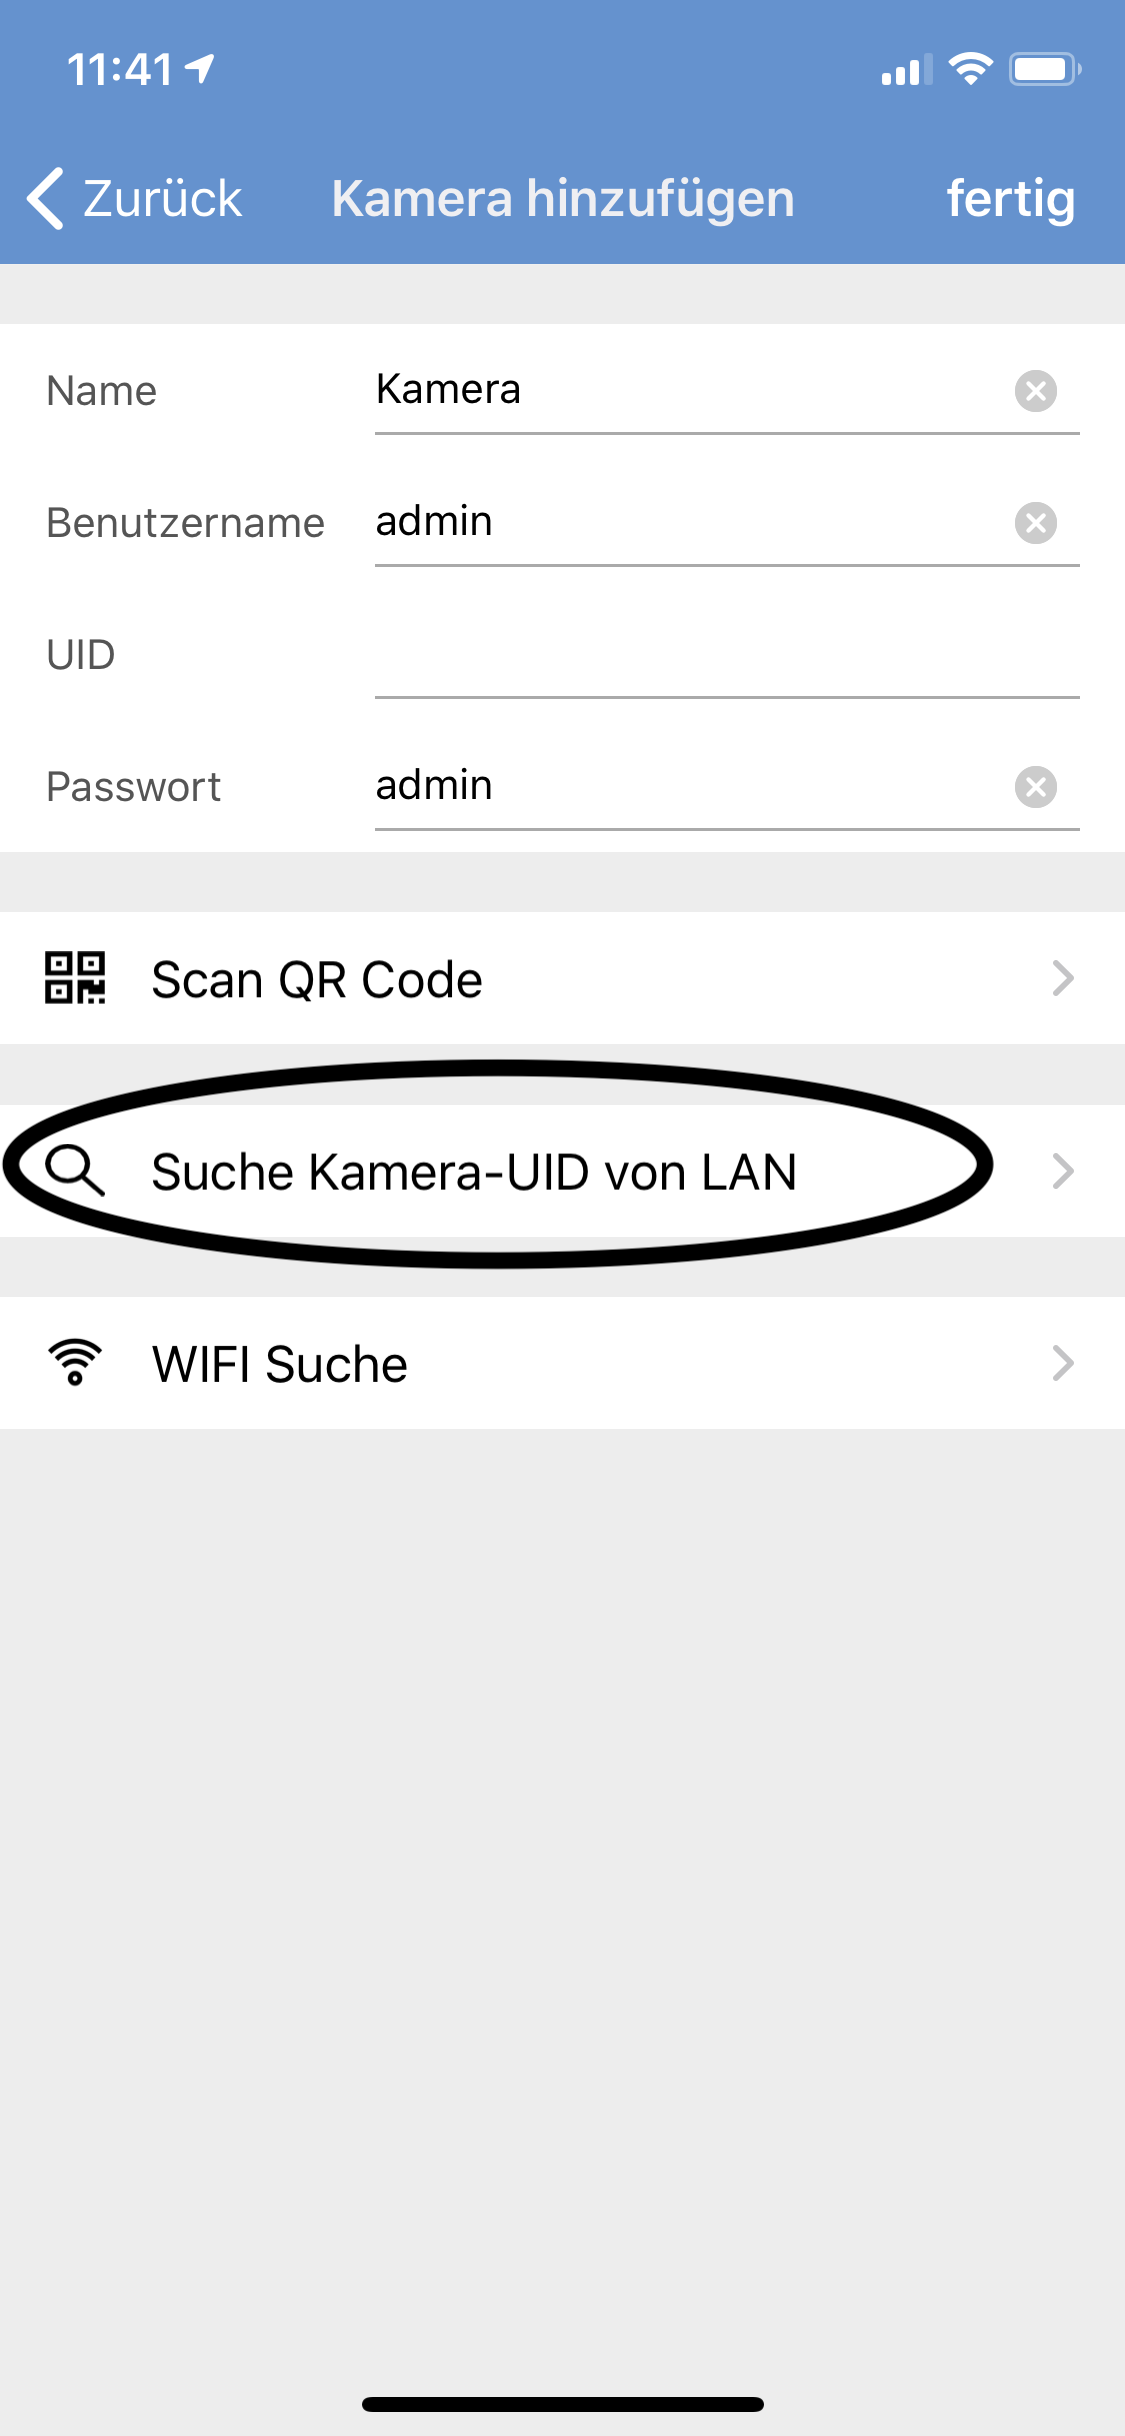 11:41
Zurück
Kamera hinzufügen
fertig
Name
Kamera
Benutzername
admin
UID
Passwort
admin
Scan QR Code
Suche Kamera-UID von LAN
WIFI Suche